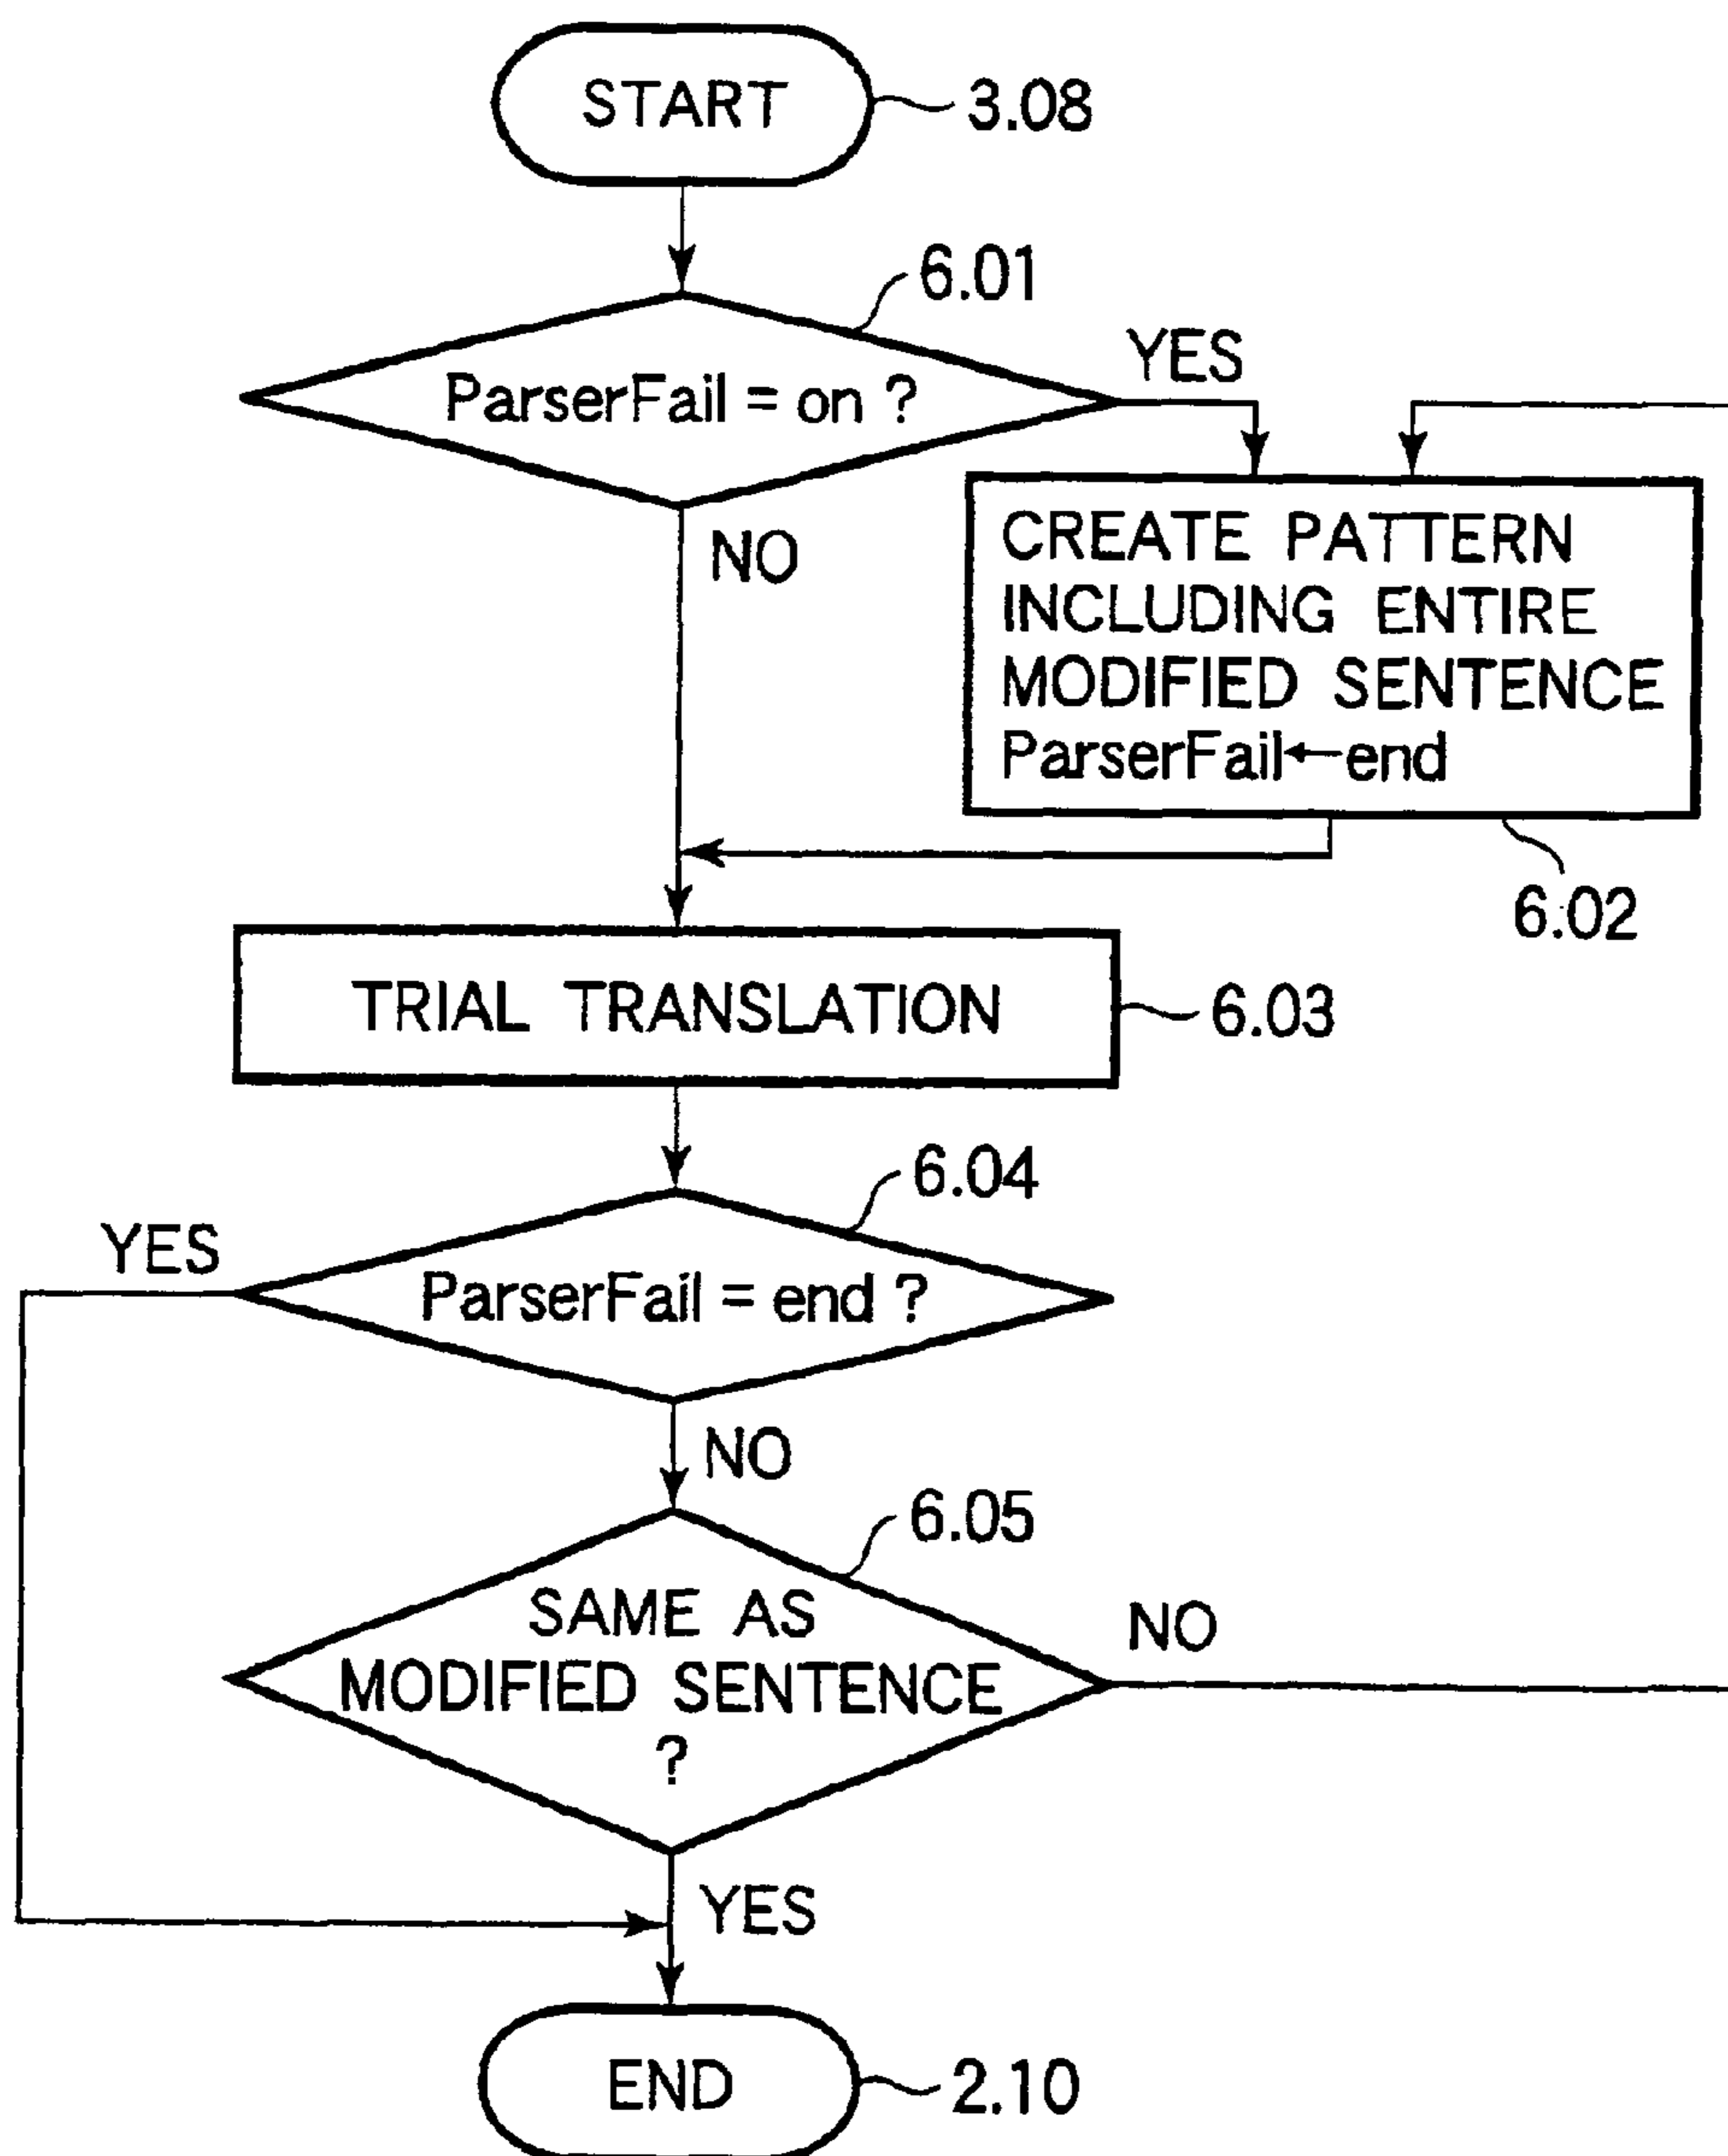 START
3.08
6.01
ParserFail = on ?
YES
NO
CREATE PATTERN
INCLUDING ENTIRE
MODIFIED SENTENCE
ParserFail←end
6.02
TRIAL TRANSLATION
6.03
6.04
YES
ParserFail = end ?
NO
6.05
SAME AS
MODIFIED SENTENCE
?
NO
YES
END
2.10